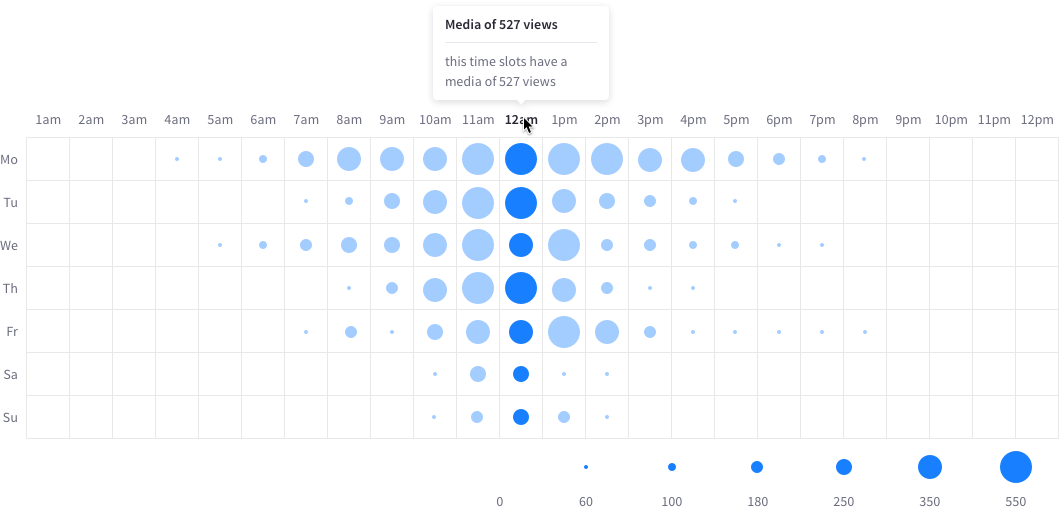 Media of 527 views
this time slots have a
media of 527 views
1am 2am 3am 4am 5am 6am 7am 8am 9am 10am 11am 12am 1pm 2pm 3pm 4pm 5pm 6pm 7pm 8pm 9pm 10pm 11pm 12pm
Mo
Tu
We
Th
Fr
Sa
Su
0 60 100 180 250 350 550